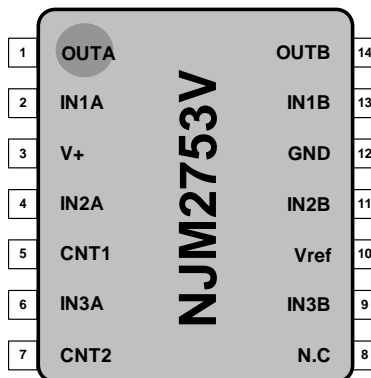 1 OUTA OUTB 14
2 IN1A IN1B 13
3 V+ GND 12
4 IN2A IN2B 11
5 CNT1 Vref 10
6 IN3A IN3B 9
7 CNT2 N.C 8
NJM2753V